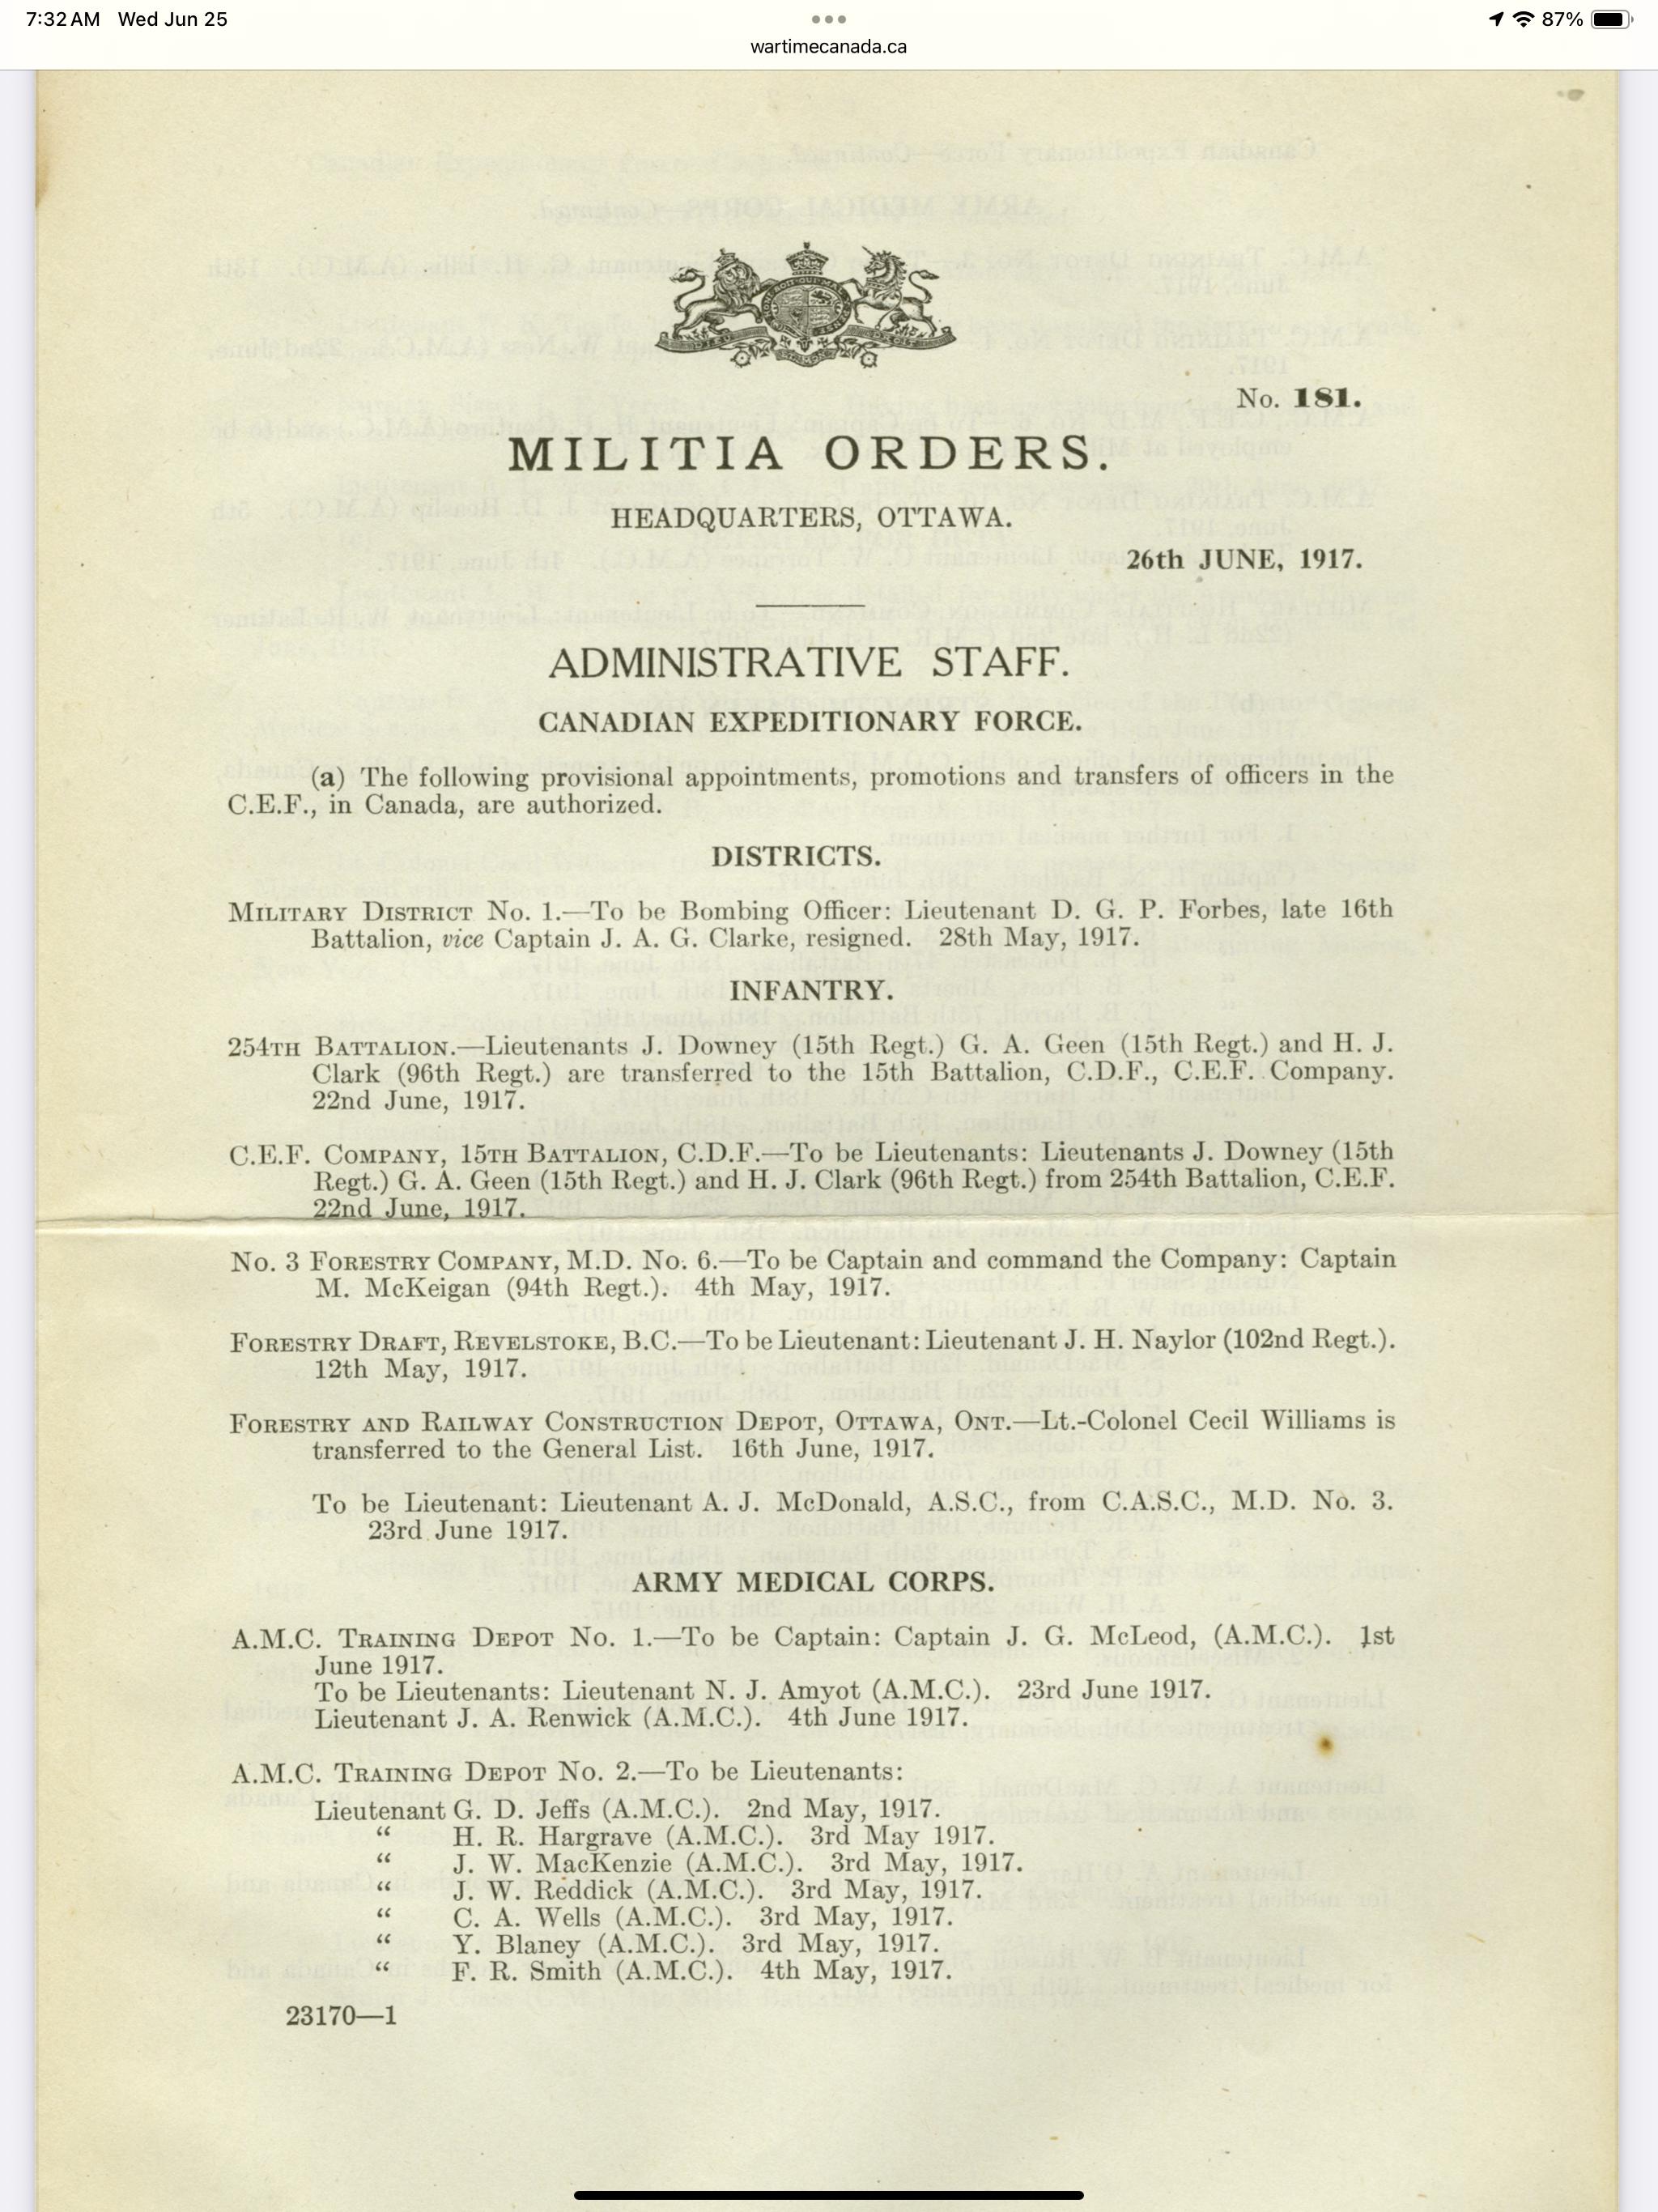 7:32 AM Wed Jun 25
87%
wartimecanada.ca
No. 181.
MILITIA ORDERS.
HEADQUARTERS, OTTAWA.
26th JUNE, 1917.
ADMINISTRATIVE STAFF.
CANADIAN EXPEDITIONARY FORCE.
(a) The following provisional appointments, promotions and transfers of officers in the
C.E.F., in Canada, are authorized.
DISTRICTS.
MILITARY DISTRICT No. 1.—To be Bombing Officer: Lieutenant D. G. P. Forbes, late 16th
Battalion, vice Captain J. A. G. Clarke, resigned. 28th May, 1917.
INFANTRY.
254TH BATTALION.—Lieutenants J. Downey (15th Regt.) G. A. Geen (15th Regt.) and H. J.
Clark (96th Regt.) are transferred to the 15th Battalion, C.D.F., C.E.F. Company.
22nd June, 1917.
C.E.F. COMPANY, 15TH BATTALION, C.D.F.—To be Lieutenants: Lieutenants J. Downey (15th
Regt.) G. A. Geen (15th Regt.) and H. J. Clark (96th Regt.) from 254th Battalion, C.E.F.
22nd June, 1917.
No. 3 FORESTRY COMPANY, M.D. No. 6.—To be Captain and command the Company: Captain
M. McKeigan (94th Regt.). 4th May, 1917.
FORESTRY DRAFT, REVELSTOKE, B.C.—To be Lieutenant: Lieutenant J. H. Naylor (102nd Regt.).
12th May, 1917.
FORESTRY AND RAILWAY CONSTRUCTION DEPOT, OTTAWA, ONT.—Lt.-Colonel Cecil Williams is
transferred to the General List. 16th June, 1917.
To be Lieutenant: Lieutenant A. J. McDonald, A.S.C., from C.A.S.C., M.D. No. 3.
23rd June 1917.
ARMY MEDICAL CORPS.
A.M.C. TRAINING DEPOT No. 1.—To be Captain: Captain J. G. McLeod, (A.M.C.). 1st
June 1917.
To be Lieutenants: Lieutenant N. J. Amyot (A.M.C.). 23rd June 1917.
Lieutenant J. A. Renwick (A.M.C.). 4th June 1917.
A.M.C. TRAINING DEPOT No. 2.—To be Lieutenants:
Lieutenant G. D. Jeffs (A.M.C.). 2nd May, 1917.
“ H. R. Hargrave (A.M.C.). 3rd May 1917.
“ J. W. MacKenzie (A.M.C.). 3rd May, 1917.
“ J. W. Reddick (A.M.C.). 3rd May, 1917.
“ C. A. Wells (A.M.C.). 3rd May, 1917.
“ Y. Blaney (A.M.C.). 3rd May, 1917.
“ F. R. Smith (A.M.C.). 4th May, 1917.
23170—1